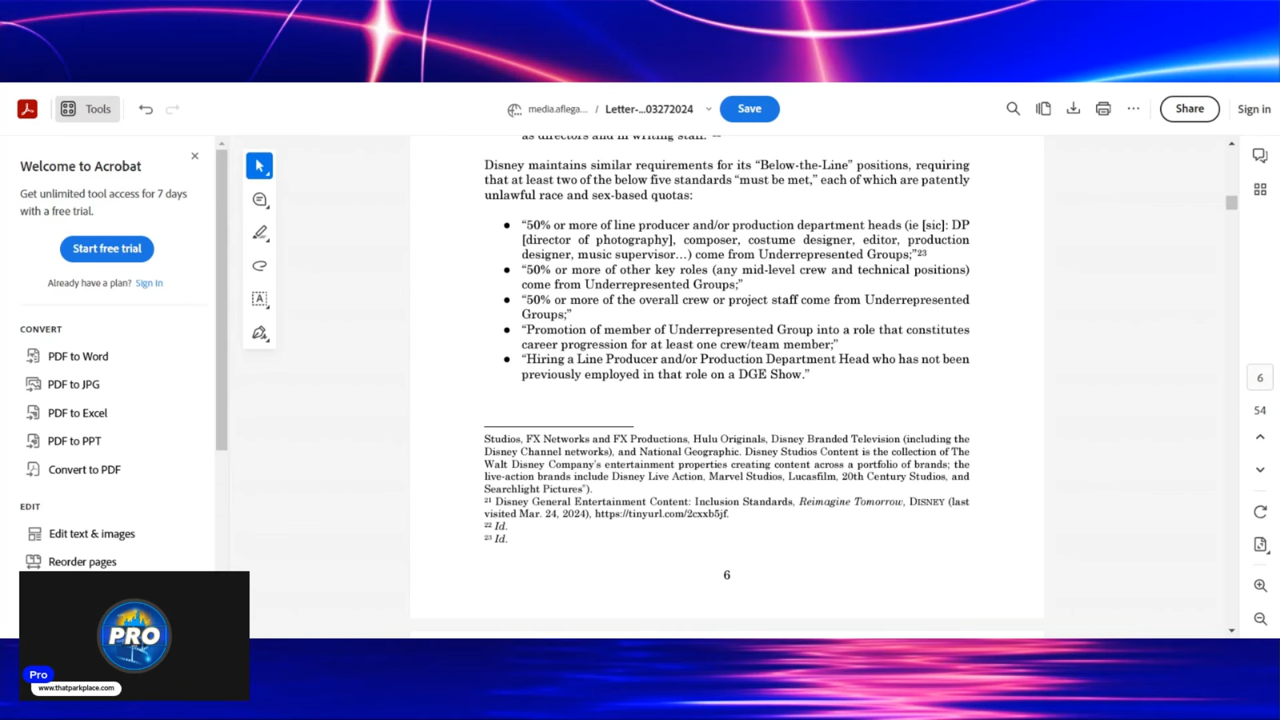 Tools
media.aflega... / Letter-...03272024
Save
Share
Sign in
Welcome to Acrobat
Get unlimited tool access for 7 days
with a free trial.
Start free trial
Already have a plan? Sign In
CONVERT
PDF to Word
PDF to JPG
PDF to Excel
PDF to PPT
Convert to PDF
EDIT
Edit text & images
Reorder pages
as directors and in writing staff.”
Disney maintains similar requirements for its “Below-the-Line” positions, requiring
that at least two of the below five standards “must be met,” each of which are patently
unlawful race and sex-based quotas:
● “50% or more of line producer and/or production department heads (ie [sic]: DP
[director of photography], composer, costume designer, editor, production
designer, music supervisor…) come from Underrepresented Groups;”23
● “50% or more of other key roles (any mid-level crew and technical positions)
come from Underrepresented Groups;”
● “50% or more of the overall crew or project staff come from Underrepresented
Groups;”
● “Promotion of member of Underrepresented Group into a role that constitutes
career progression for at least one crew/team member;”
● “Hiring a Line Producer and/or Production Department Head who has not been
previously employed in that role on a DGE Show.”
Studios, FX Networks and FX Productions, Hulu Originals, Disney Branded Television (including the
Disney Channel networks), and National Geographic. Disney Studios Content is the collection of The
Walt Disney Company’s entertainment properties creating content across a portfolio of brands; the
live-action brands include Disney Live Action, Marvel Studios, Lucasfilm, 20th Century Studios, and
Searchlight Pictures”).
21 Disney General Entertainment Content: Inclusion Standards, Reimagine Tomorrow, DISNEY (last
visited Mar. 24, 2024), https://tinyurl.com/2cxxb5jf.
22 Id.
23 Id.
6
6
54
PRO
Pro
www.thatparkplace.com